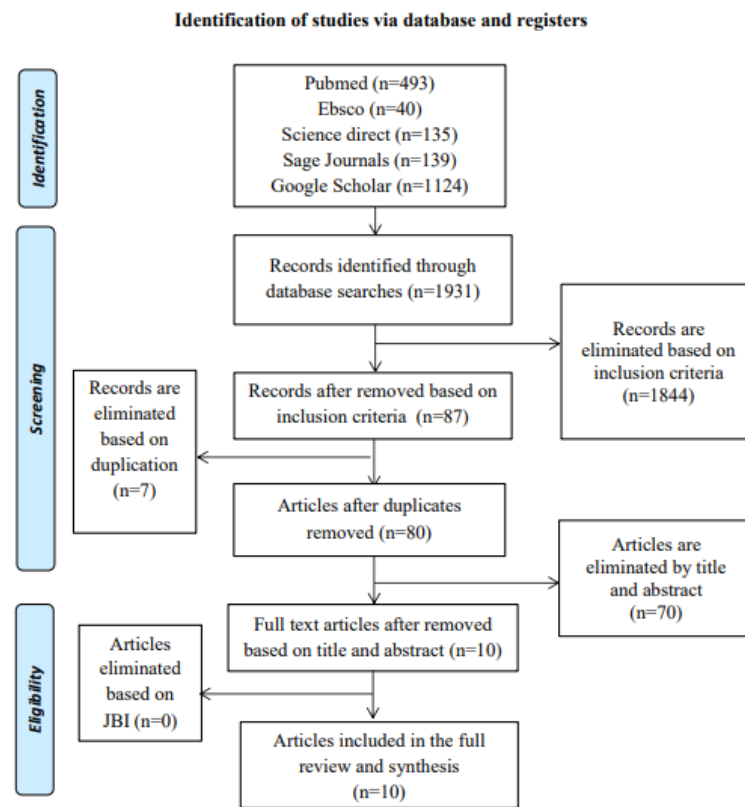 Identification of studies via database and registers
Identification
Pubmed (n=493)
Ebsco (n=40)
Science direct (n=135)
Sage Journals (n=139)
Google Scholar (n=1124)
Screening
Records identified through
database searches (n=1931)
Records are
eliminated based on
inclusion criteria
(n=1844)
Records after removed based on
inclusion criteria (n=87)
Records are
eliminated based
on
duplication
(n=7)
Articles after duplicates
removed (n=80)
Articles are
eliminated by title
and abstract
(n=70)
Eligibility
Full text articles after removed
based on title and abstract (n=10)
Articles
eliminated
based on
JBI (n=0)
Articles included in the full
review and synthesis
(n=10)